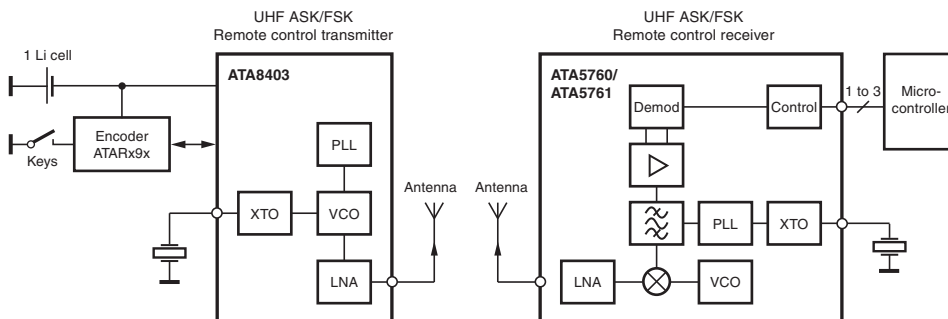 UHF ASK/FSK
Remote control transmitter
1 Li cell
ATA8403
Encoder
ATARx9x
Keys
PLL
XTO
VCO
LNA
Antenna
UHF ASK/FSK
Remote control receiver
Antenna
ATA5760/
ATA5761
Demod
Control
1 to 3
Micro-
controller
PLL
XTO
LNA
VCO